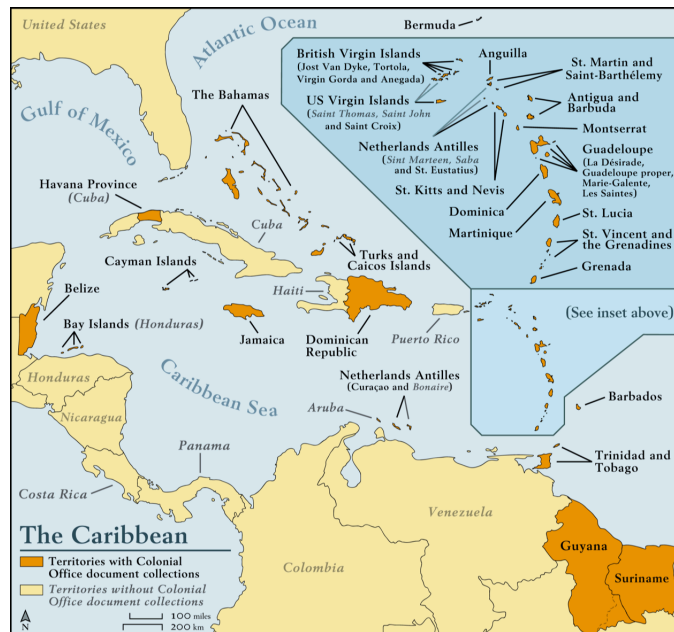 United States
Atlantic Ocean
Bermuda
Gulf of Mexico
The Bahamas
British Virgin Islands
(Jost Van Dyke, Tortola,
Virgin Gorda and Anegada)
US Virgin Islands
(Saint Thomas, Saint John
and Saint Croix)
Anguilla
St. Martin and
Saint-Barthélemy
Antigua and
Barbuda
Montserrat
Netherlands Antilles
(Sint Marteen, Saba
and St. Eustatius)
Guadeloupe
(La Désirade,
Guadeloupe proper,
Marie-Galente,
Les Saintes)
St. Kitts and Nevis
Dominica
Martinique
St. Lucia
St. Vincent and
the Grenadines
Grenada
Havana Province
(Cuba)
Cuba
Cayman Islands
Turks and
Caicos Islands
Haiti
Belize
Bay Islands (Honduras)
Jamaica
Dominican
Republic
Puerto Rico
(See inset above)
Honduras
Nicaragua
Caribbean Sea
Netherlands Antilles
(Curaçao and Bonaire)
Aruba
Barbados
Trinidad and
Tobago
Panama
Costa Rica
Venezuela
Colombia
Guyana
Suriname
The Caribbean
Territories with Colonial
Office document collections
Territories without Colonial
Office document collections
N
100 miles
200 km